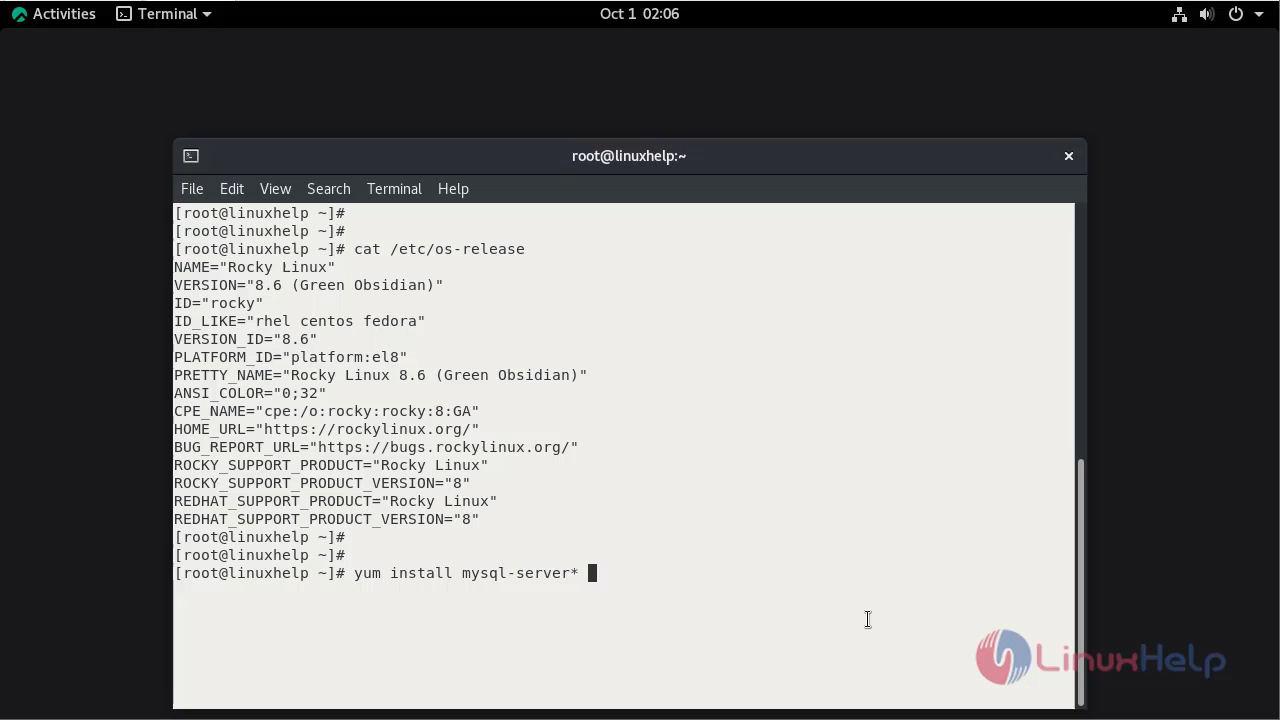 Activities Terminal Oct 1 02:06
root@linuxhelp:~
File Edit View Search Terminal Help
[root@linuxhelp ~]#
[root@linuxhelp ~]#
[root@linuxhelp ~]# cat /etc/os-release
NAME="Rocky Linux"
VERSION="8.6 (Green Obsidian)"
ID="rocky"
ID_LIKE="rhel centos fedora"
VERSION_ID="8.6"
PLATFORM_ID="platform:el8"
PRETTY_NAME="Rocky Linux 8.6 (Green Obsidian)"
ANSI_COLOR="0;32"
CPE_NAME="cpe:/o:rocky:rocky:8:GA"
HOME_URL="https://rockylinux.org/"
BUG_REPORT_URL="https://bugs.rockylinux.org/"
ROCKY_SUPPORT_PRODUCT="Rocky Linux"
ROCKY_SUPPORT_PRODUCT_VERSION="8"
REDHAT_SUPPORT_PRODUCT="Rocky Linux"
REDHAT_SUPPORT_PRODUCT_VERSION="8"
[root@linuxhelp ~]#
[root@linuxhelp ~]#
[root@linuxhelp ~]# yum install mysql-server*
LinuxHelp